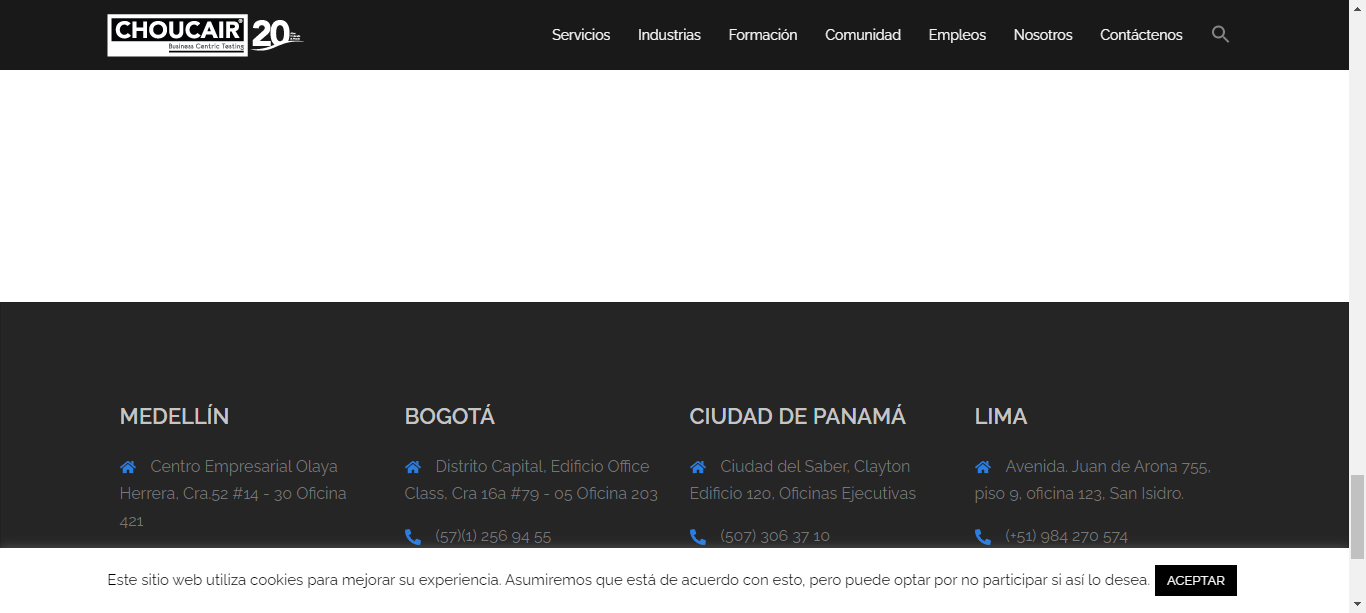 CHOUCAIR
Business Centric Testing
20
Servicios Industrias Formación Comunidad Empleos Nosotros Contáctenos
MEDELLÍN
Centro Empresarial Olaya
Herrera, Cra.52 #14 - 30 Oficina
421
BOGOTÁ
Distrito Capital, Edificio Office
Class, Cra 16a #79 - 05 Oficina 203
(57)(1) 256 94 55
CIUDAD DE PANAMÁ
Ciudad del Saber, Clayton
Edificio 120, Oficinas Ejecutivas
(507) 306 37 10
LIMA
Avenida. Juan de Arona 755,
piso 9, oficina 123, San Isidro.
(+51) 984 270 574
Este sitio web utiliza cookies para mejorar su experiencia. Asumiremos que está de acuerdo con esto, pero puede optar por no participar si así lo desea. ACEPTAR